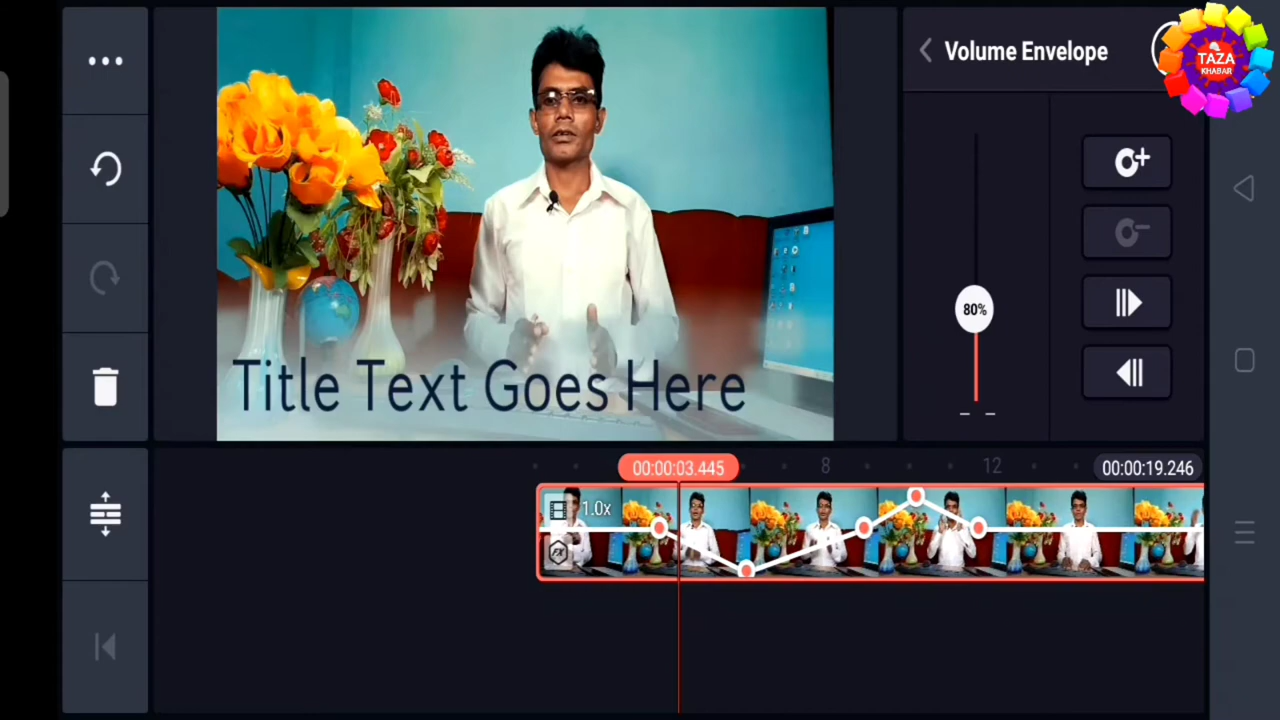 Volume Envelope
TAZA
KHABAR
80%
Title Text Goes Here
00:00:03.445
8
12
00:00:19.246
1.0x
FX